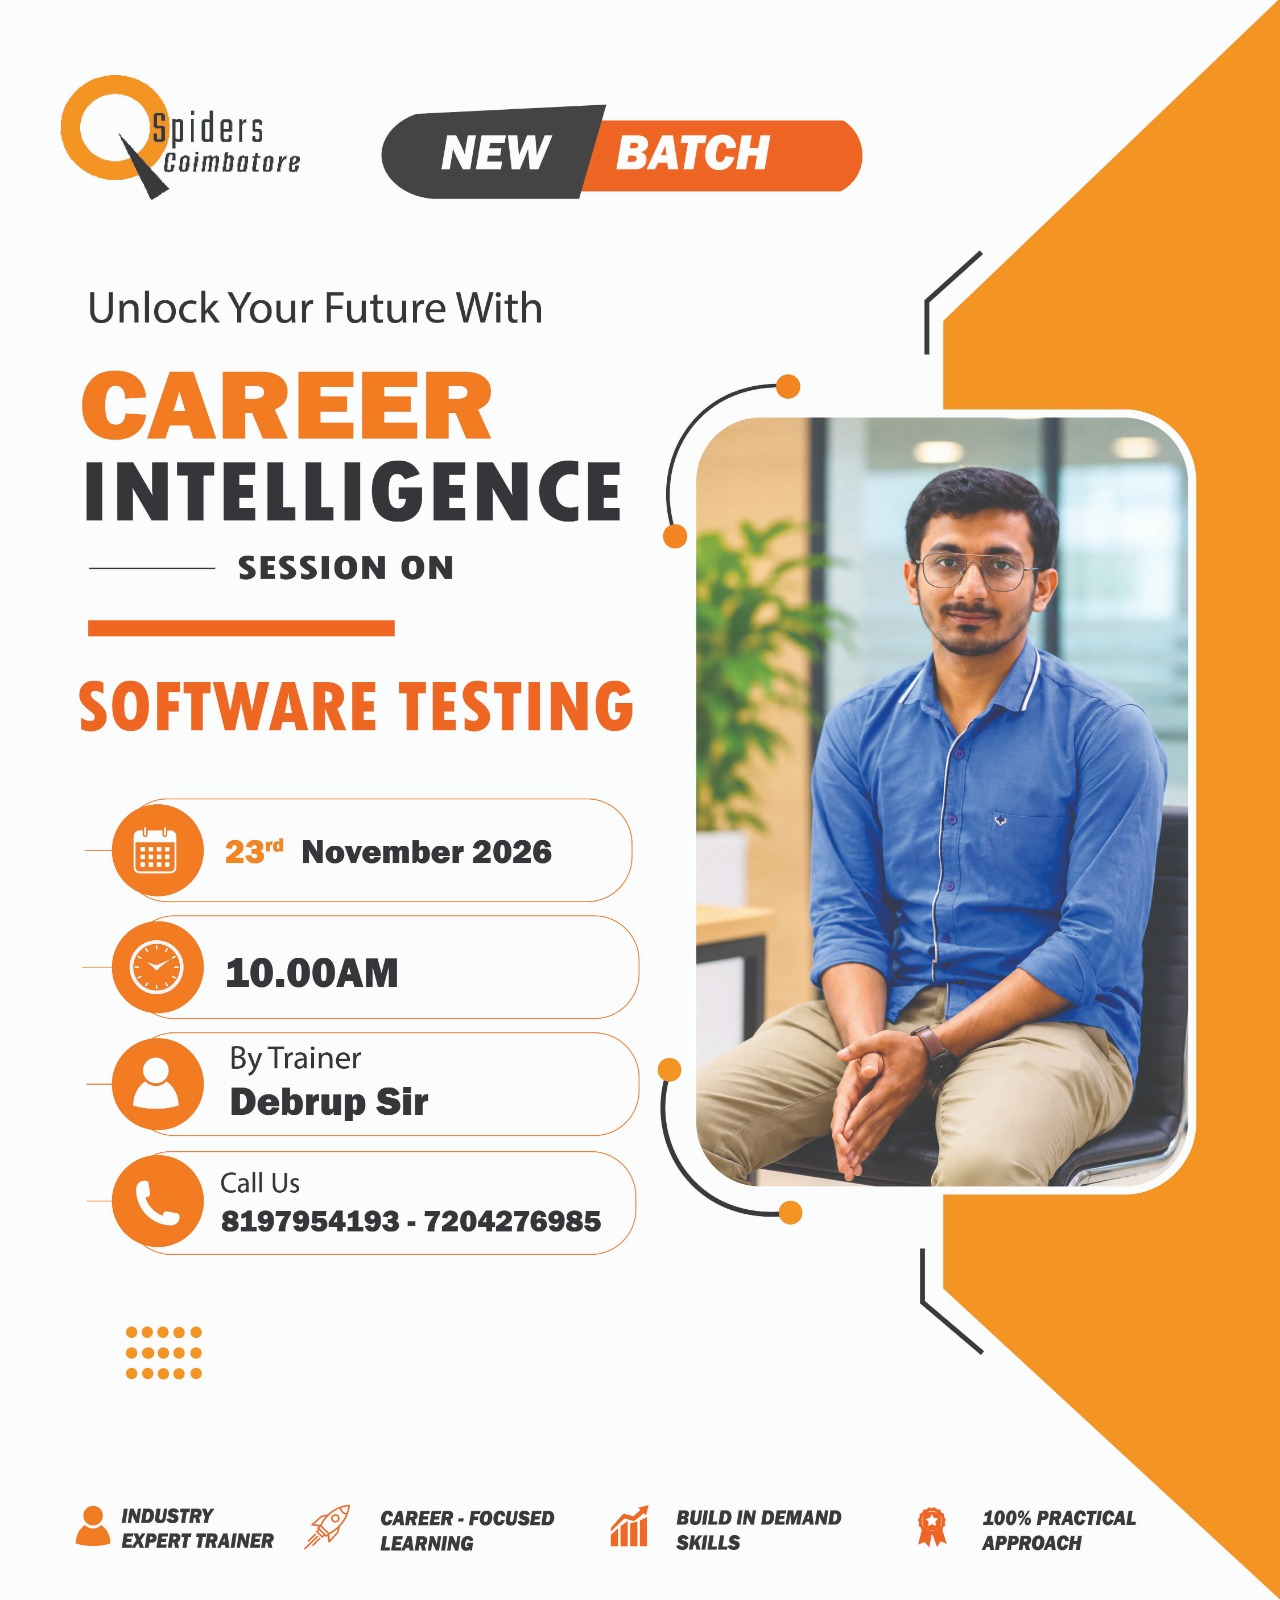 Spiders
Coimbatore
NEW BATCH
Unlock Your Future With
CAREER
INTELLIGENCE
SESSION ON
SOFTWARE TESTING
23rd November 2026
10.00AM
By Trainer
Debrup Sir
Call Us
8197954193 - 7204276985
INDUSTRY
EXPERT TRAINER
CAREER - FOCUSED
LEARNING
BUILD IN DEMAND
SKILLS
100% PRACTICAL
APPROACH